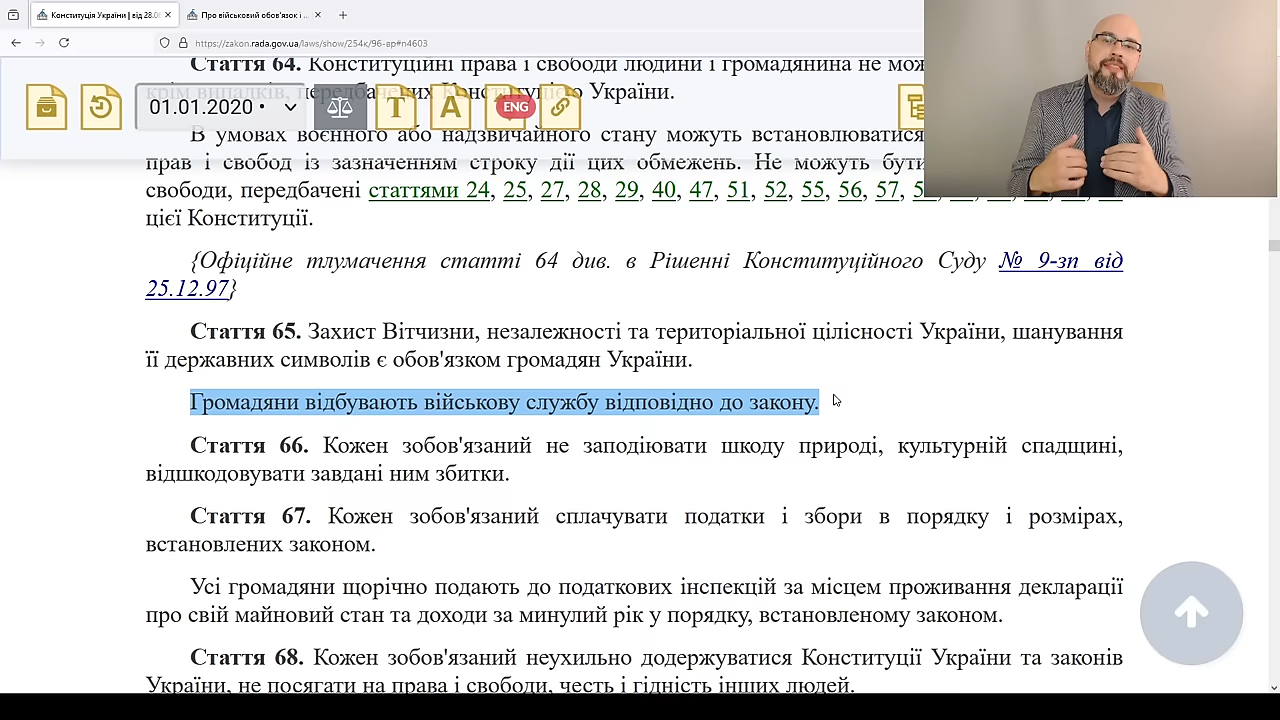 Конституція України | від 28.0
Про військовий обов'язок і ...
https://zakon.rada.gov.ua/laws/show/254к/96-вр#n4603
Стаття 64. Конституційні права і свободи людини і громадянина не мож
крім випадків, передбачених Конституцією України.
01.01.2020 •
T
A
ENG
В умовах воєнного або надзвичайного стану можуть встановлюватися
прав і свобод із зазначенням строку дії цих обмежень. Не можуть бути
свободи, передбачені статтями 24, 25, 27, 28, 29, 40, 47, 51, 52, 55, 56, 57,
цієї Конституції.
{Офіційне тлумачення статті 64 див. в Рішенні Конституційного Суду № 9-зп від
25.12.97}
Стаття 65. Захист Вітчизни, незалежності та територіальної цілісності України, шанування
її державних символів є обов'язком громадян України.
Громадяни відбувають військову службу відповідно до закону.
Стаття 66. Кожен зобов'язаний не заподіювати шкоду природі, культурній спадщині,
відшкодовувати завдані ним збитки.
Стаття 67. Кожен зобов'язаний сплачувати податки і збори в порядку і розмірах,
встановлених законом.
Усі громадяни щорічно подають до податкових інспекцій за місцем проживання декларації
про свій майновий стан та доходи за минулий рік у порядку, встановленому законом.
Стаття 68. Кожен зобов'язаний неухильно додержуватися Конституції України та законів
України, не посягати на права і свободи, честь і гідність інших людей.